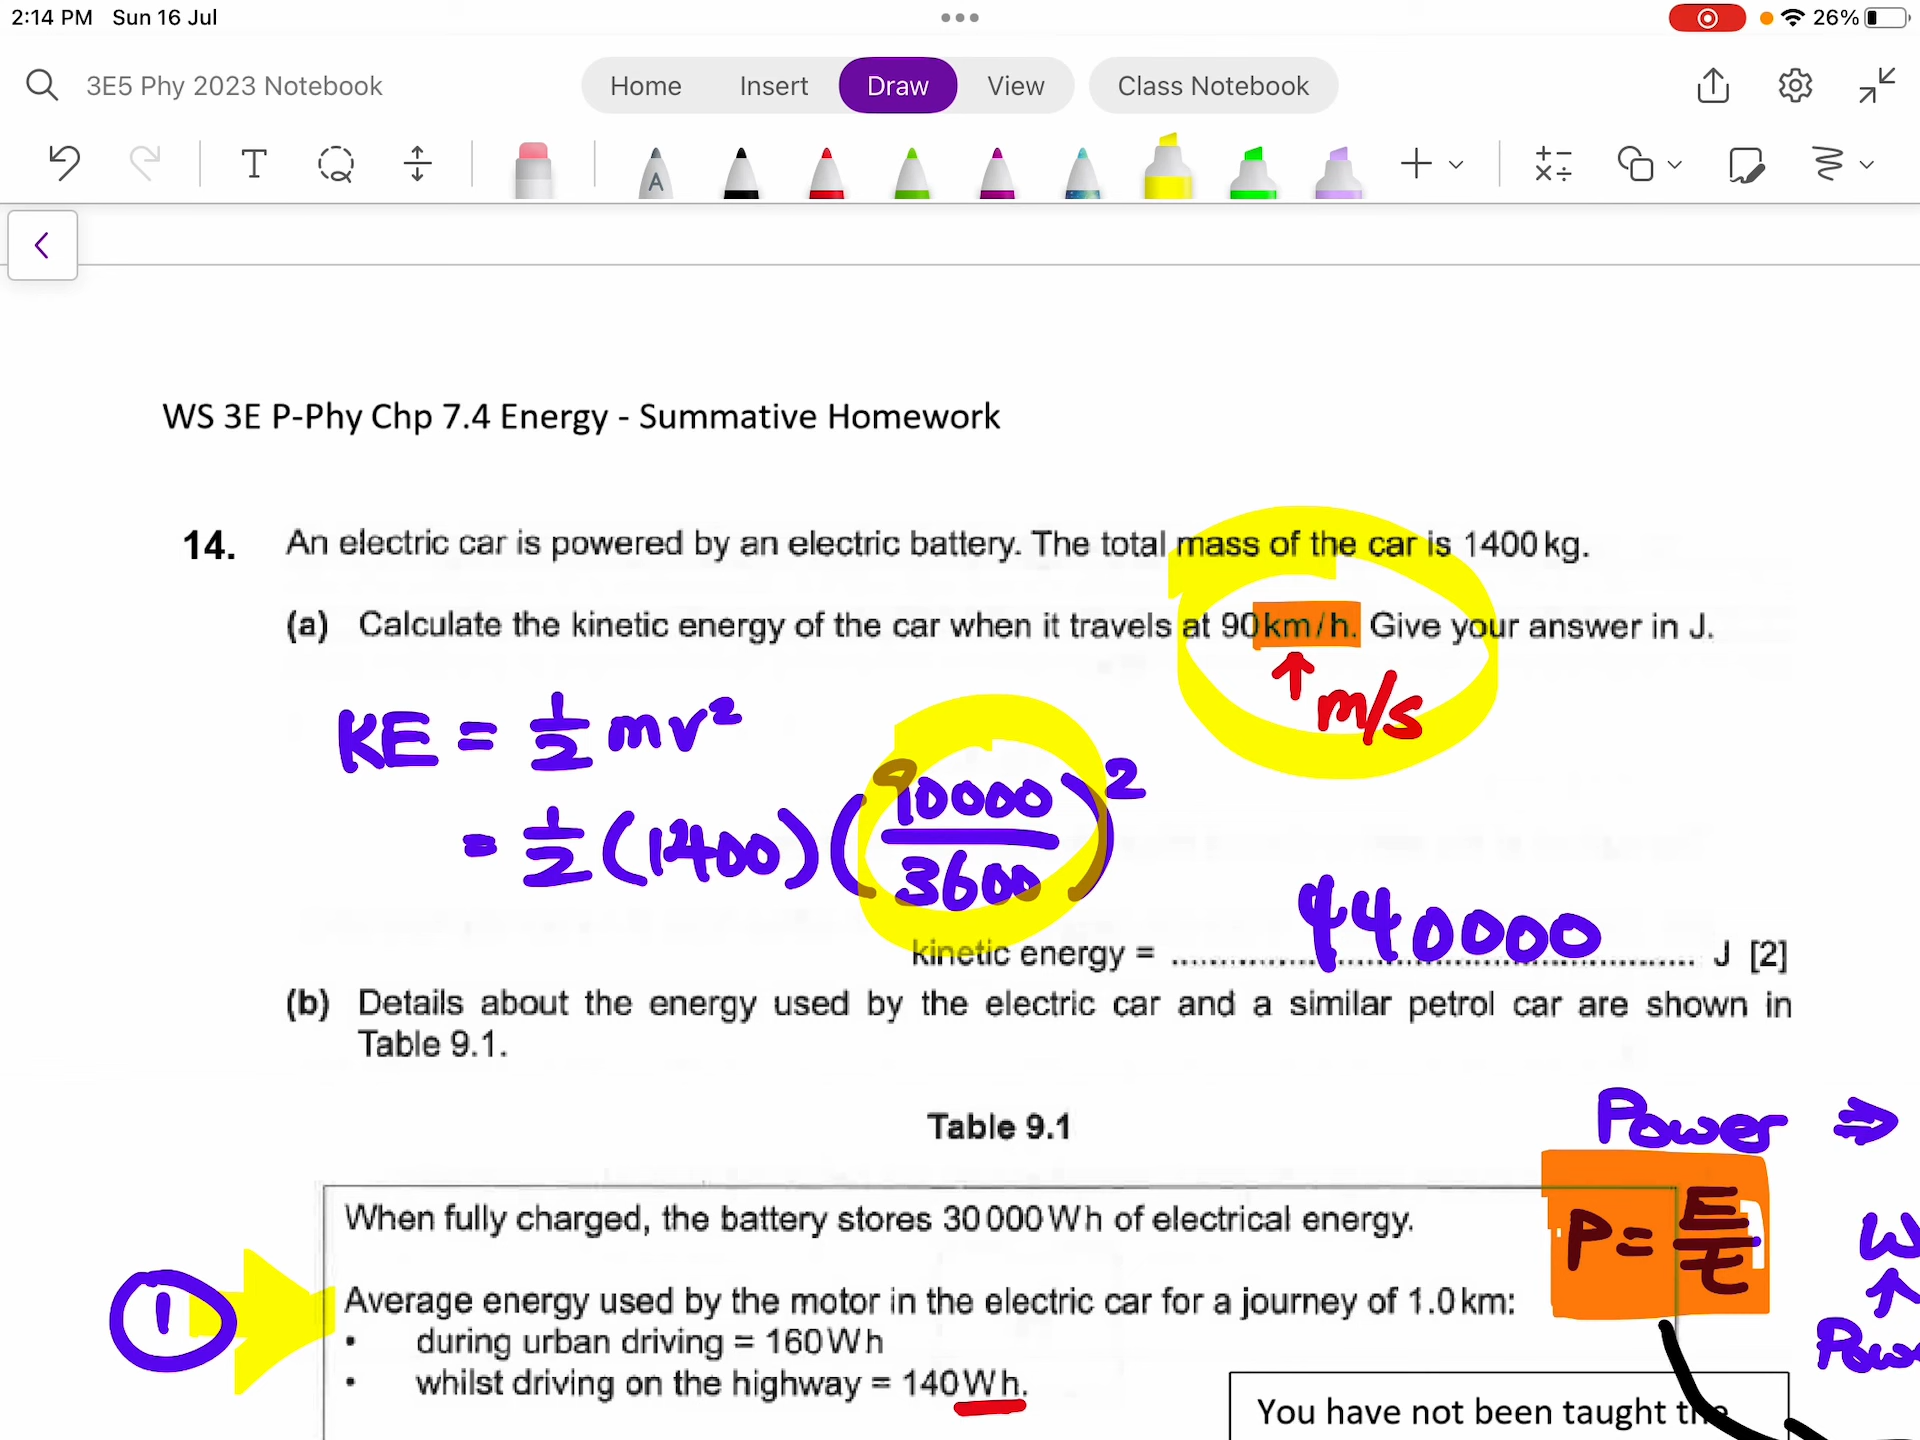 2:14 PM Sun 16 Jul
26%
3E5 Phy 2023 Notebook
Home Insert Draw View Class Notebook
T A
WS 3E P-Phy Chp 7.4 Energy - Summative Homework
14. An electric car is powered by an electric battery. The total mass of the car is 1400 kg.
(a) Calculate the kinetic energy of the car when it travels at 90 km/h. Give your answer in J.
↑ m/s
KE = 1/2 mv²
= 1/2 (1400) (90000/3600)²
kinetic energy = 440000 J [2]
(b) Details about the energy used by the electric car and a similar petrol car are shown in
Table 9.1.
Table 9.1
Power ⇒
When fully charged, the battery stores 30 000 W h of electrical energy.
P = E/t
W
↑
① Average energy used by the motor in the electric car for a journey of 1.0 km:
• during urban driving = 160 W h
Pow
• whilst driving on the highway = 140 W h.
You have not been taught the